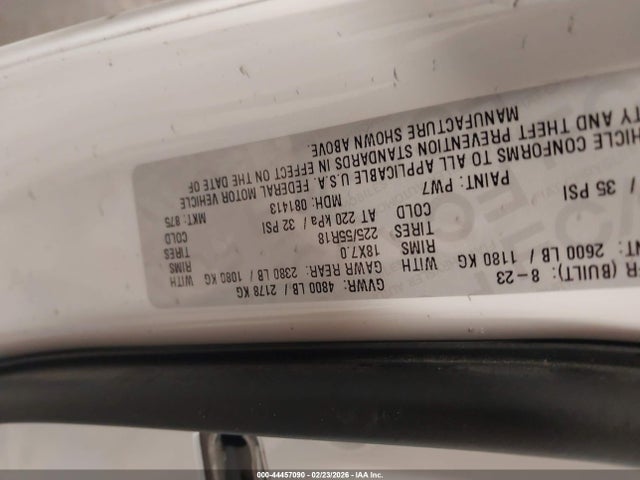 R (BUILT): 8-23 GVWR: 4800 LB / 2178 KG
NT: 2600 LB / 1180 KG WITH GAWR REAR: 2380 LB / 1080 KG WITH
RIMS 18X7.0 RIMS
TIRES 225/55R18 TIRES
/ 35 PSI COLD AT 220 kPa / 32 PSI COLD
PAINT: PW7 MDH: 081413 MKT: 875
HICLE CONFORMS TO ALL APPLICABLE U.S.A. FEDERAL MOTOR VEHICLE
TY AND THEFT PREVENTION STANDARDS IN EFFECT ON THE DATE OF
MANUFACTURE SHOWN ABOVE.
000-44457090 - 02/23/2026 - IAA Inc.